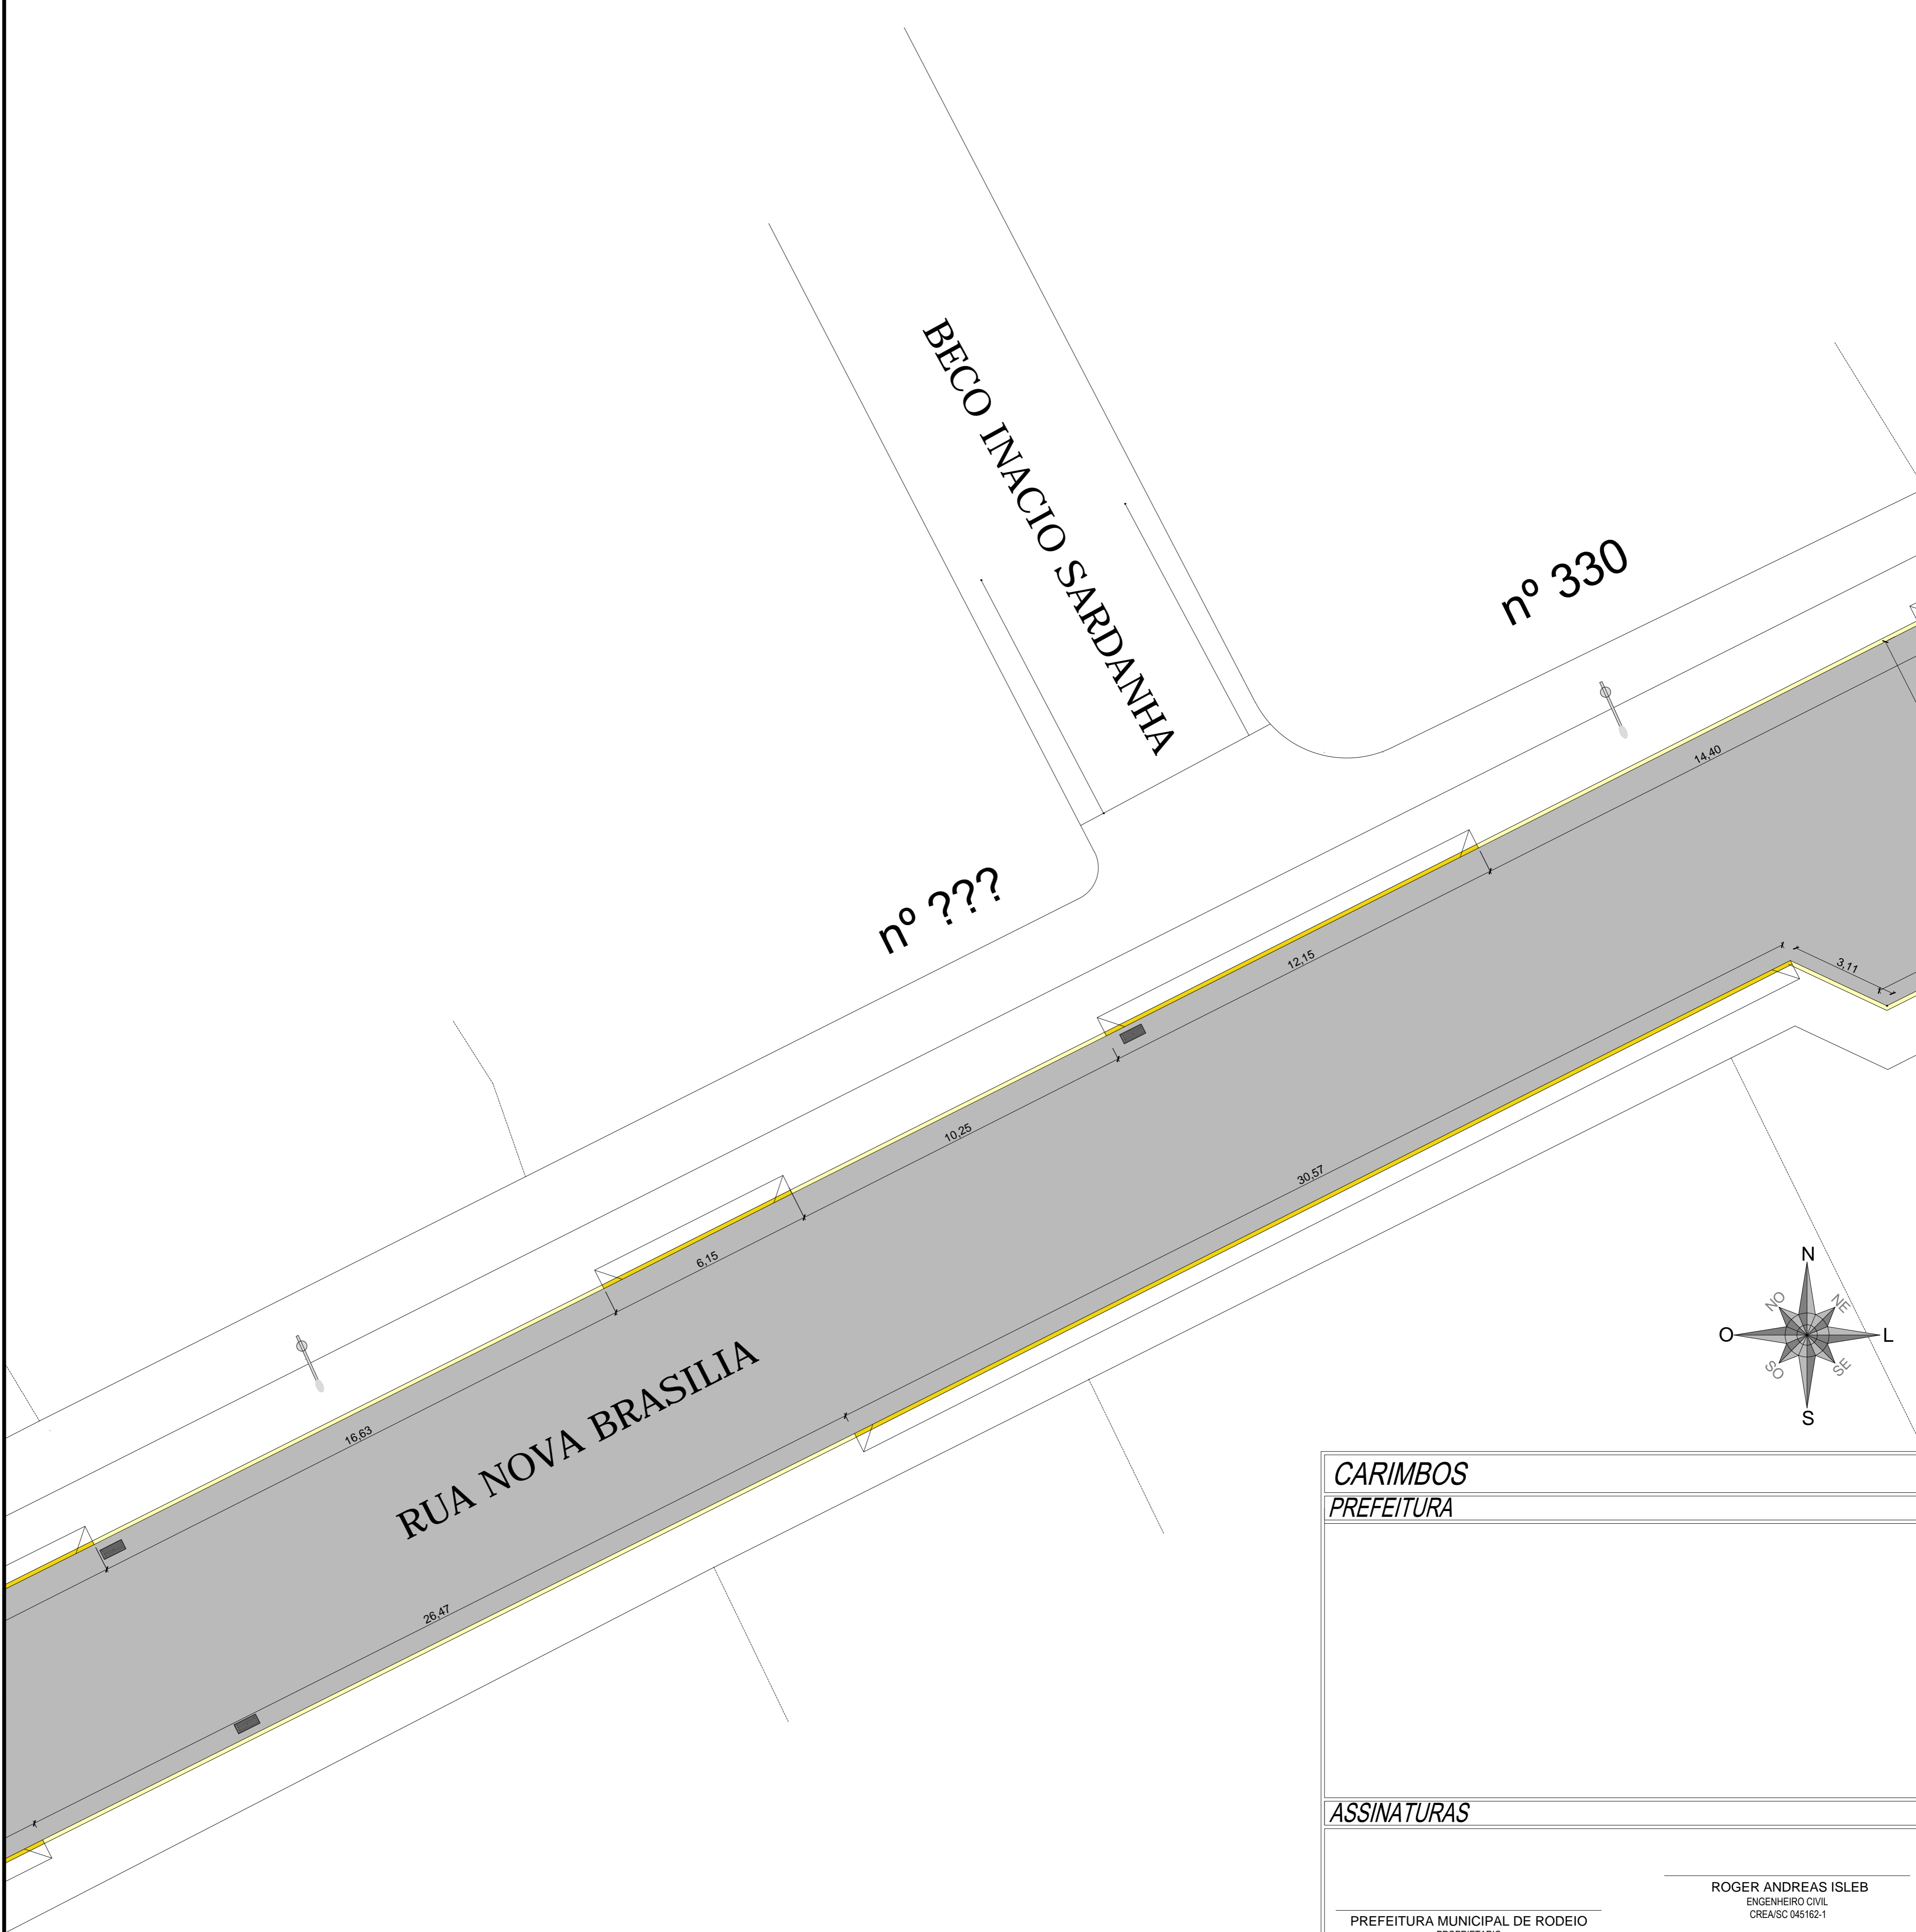 BECO INACIO SARDANHA
nº 330
14,40
nº ???
12,15
3,11
10,25
30,57
6,15
RUA NOVA BRASILIA
16,63
26,47
N
NO
NE
O
L
SO
SE
S
CARIMBOS
PREFEITURA
ASSINATURAS
ROGER ANDREAS ISLEB
ENGENHEIRO CIVIL
CREA/SC 045162-1
PREFEITURA MUNICIPAL DE RODEIO